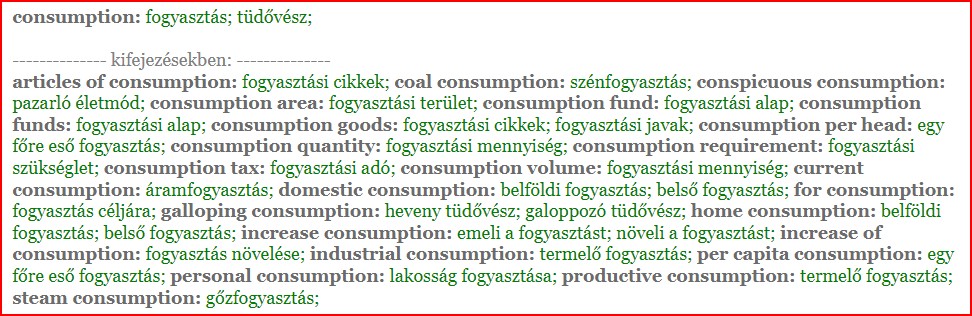 consumption: fogyasztás; tüdővész;
-------------- kifejezésekben: --------------
articles of consumption: fogyasztási cikkek; coal consumption: szénfogyasztás; conspicuous consumption:
pazarló életmód; consumption area: fogyasztási terület; consumption fund: fogyasztási alap; consumption
funds: fogyasztási alap; consumption goods: fogyasztási cikkek; fogyasztási javak; consumption per head: egy
főre eső fogyasztás; consumption quantity: fogyasztási mennyiség; consumption requirement: fogyasztási
szükséglet; consumption tax: fogyasztási adó; consumption volume: fogyasztási mennyiség; current
consumption: áramfogyasztás; domestic consumption: belföldi fogyasztás; belső fogyasztás; for consumption:
fogyasztás céljára; galloping consumption: heveny tüdővész; galoppozó tüdővész; home consumption: belföldi
fogyasztás; belső fogyasztás; increase consumption: emeli a fogyasztást; növeli a fogyasztást; increase of
consumption: fogyasztás növelése; industrial consumption: termelő fogyasztás; per capita consumption: egy
főre eső fogyasztás; personal consumption: lakosság fogyasztása; productive consumption: termelő fogyasztás;
steam consumption: gőzfogyasztás;